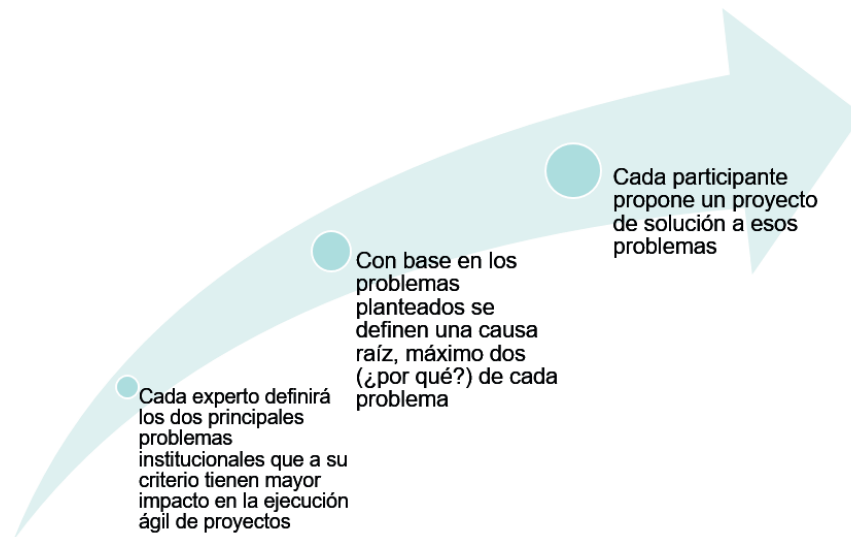 Cada experto definirá
los dos principales
problemas
institucionales que a su
criterio tienen mayor
impacto en la ejecución
ágil de proyectos
Con base en los
problemas
planteados se
definen una causa
raíz, máximo dos
(¿por qué?) de cada
problema
Cada participante
propone un proyecto
de solución a esos
problemas